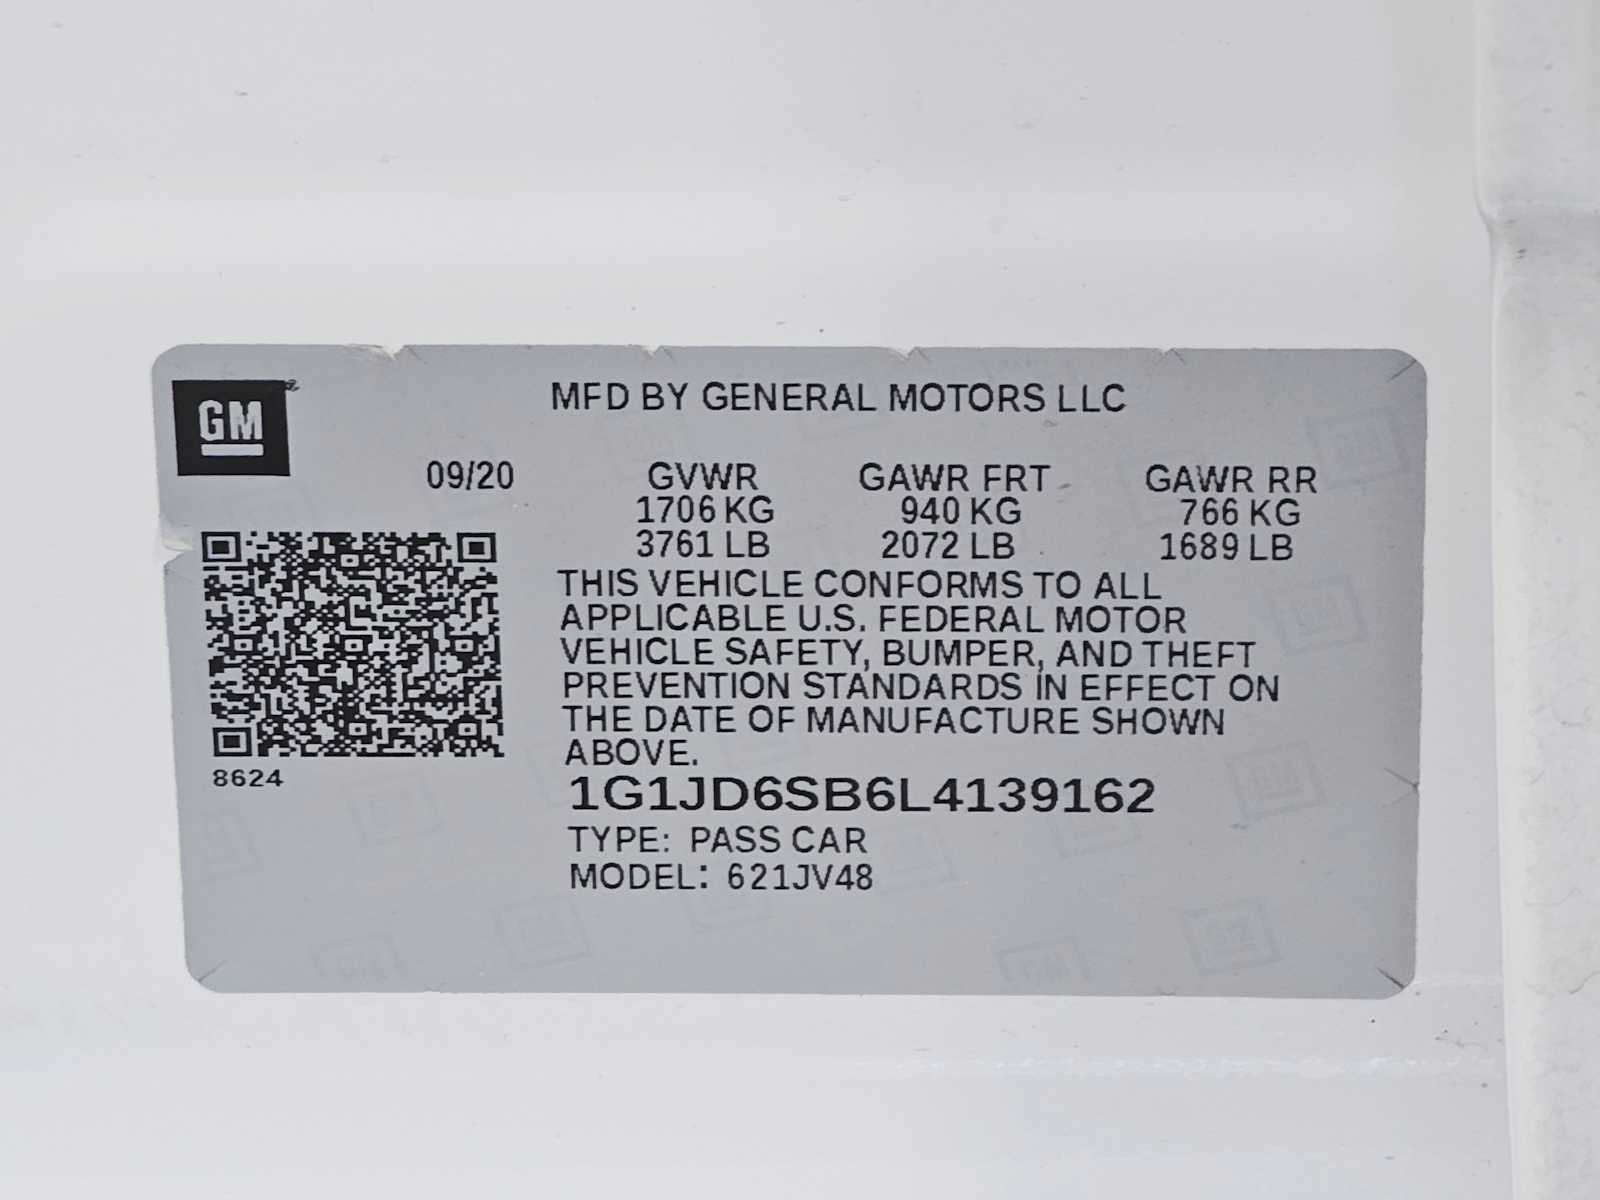 GM
MFD BY GENERAL MOTORS LLC
09/20 GVWR GAWR FRT GAWR RR
1706 KG 940 KG 766 KG
3761 LB 2072 LB 1689 LB
THIS VEHICLE CONFORMS TO ALL
APPLICABLE U.S. FEDERAL MOTOR
VEHICLE SAFETY, BUMPER, AND THEFT
PREVENTION STANDARDS IN EFFECT ON
THE DATE OF MANUFACTURE SHOWN
ABOVE.
8624
1G1JD6SB6L4139162
TYPE: PASS CAR
MODEL: 621JV48